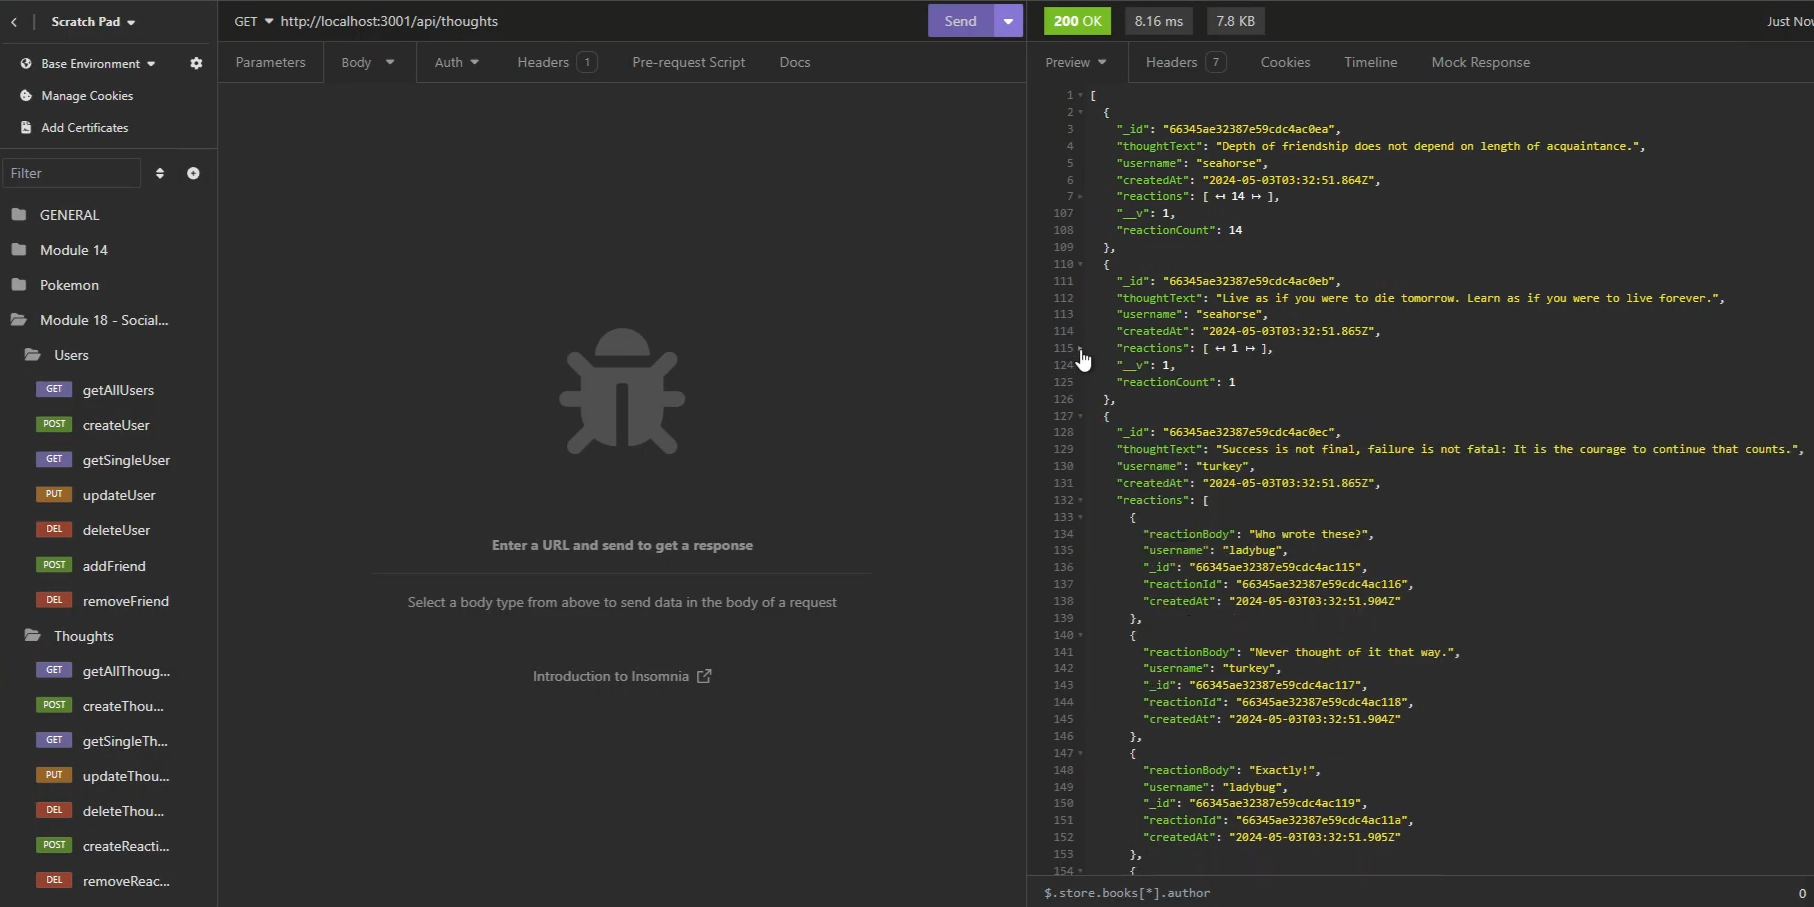 Scratch Pad
GET http://localhost:3001/api/thoughts
Send
200 OK
8.16 ms
7.8 KB
Base Environment
Manage Cookies
Add Certificates
Filter
GENERAL
Module 14
Pokemon
Module 18 - Social...
Users
GET getAllUsers
POST createUser
GET getSingleUser
PUT updateUser
DEL deleteUser
POST addFriend
DEL removeFriend
Thoughts
GET getAllThoug...
POST createThou...
GET getSingleTh...
PUT updateThou...
DEL deleteThou...
POST createReacti...
DEL removeReac...
Parameters Body Auth Headers 1 Pre-request Script Docs
Enter a URL and send to get a response
Select a body type from above to send data in the body of a request
Introduction to Insomnia
Preview Headers 7 Cookies Timeline Mock Response
1 [
2 {
3 "_id": "66345ae32387e59cdc4ac0ea",
4 "thoughtText": "Depth of friendship does not depend on length of acquaintance.",
5 "username": "seahorse",
6 "createdAt": "2024-05-03T03:32:51.864Z",
7 "reactions": [ ↤ 14 ↦ ],
107 "__v": 1,
108 "reactionCount": 14
109 },
110 {
111 "_id": "66345ae32387e59cdc4ac0eb",
112 "thoughtText": "Live as if you were to die tomorrow. Learn as if you were to live forever.",
113 "username": "seahorse",
114 "createdAt": "2024-05-03T03:32:51.865Z",
115 "reactions": [ ↤ 1 ↦ ],
124 "__v": 1,
125 "reactionCount": 1
126 },
127 {
128 "_id": "66345ae32387e59cdc4ac0ec",
129 "thoughtText": "Success is not final, failure is not fatal: It is the courage to continue that counts.",
130 "username": "turkey",
131 "createdAt": "2024-05-03T03:32:51.865Z",
132 "reactions": [
133 {
134 "reactionBody": "Who wrote these?",
135 "username": "ladybug",
136 "_id": "66345ae32387e59cdc4ac115",
137 "reactionId": "66345ae32387e59cdc4ac116",
138 "createdAt": "2024-05-03T03:32:51.904Z"
139 },
140 {
141 "reactionBody": "Never thought of it that way.",
142 "username": "turkey",
143 "_id": "66345ae32387e59cdc4ac117",
144 "reactionId": "66345ae32387e59cdc4ac118",
145 "createdAt": "2024-05-03T03:32:51.904Z"
146 },
147 {
148 "reactionBody": "Exactly!",
149 "username": "ladybug",
150 "_id": "66345ae32387e59cdc4ac119",
151 "reactionId": "66345ae32387e59cdc4ac11a",
152 "createdAt": "2024-05-03T03:32:51.905Z"
153 },
154 {
$.store.books[*].author
0
Just